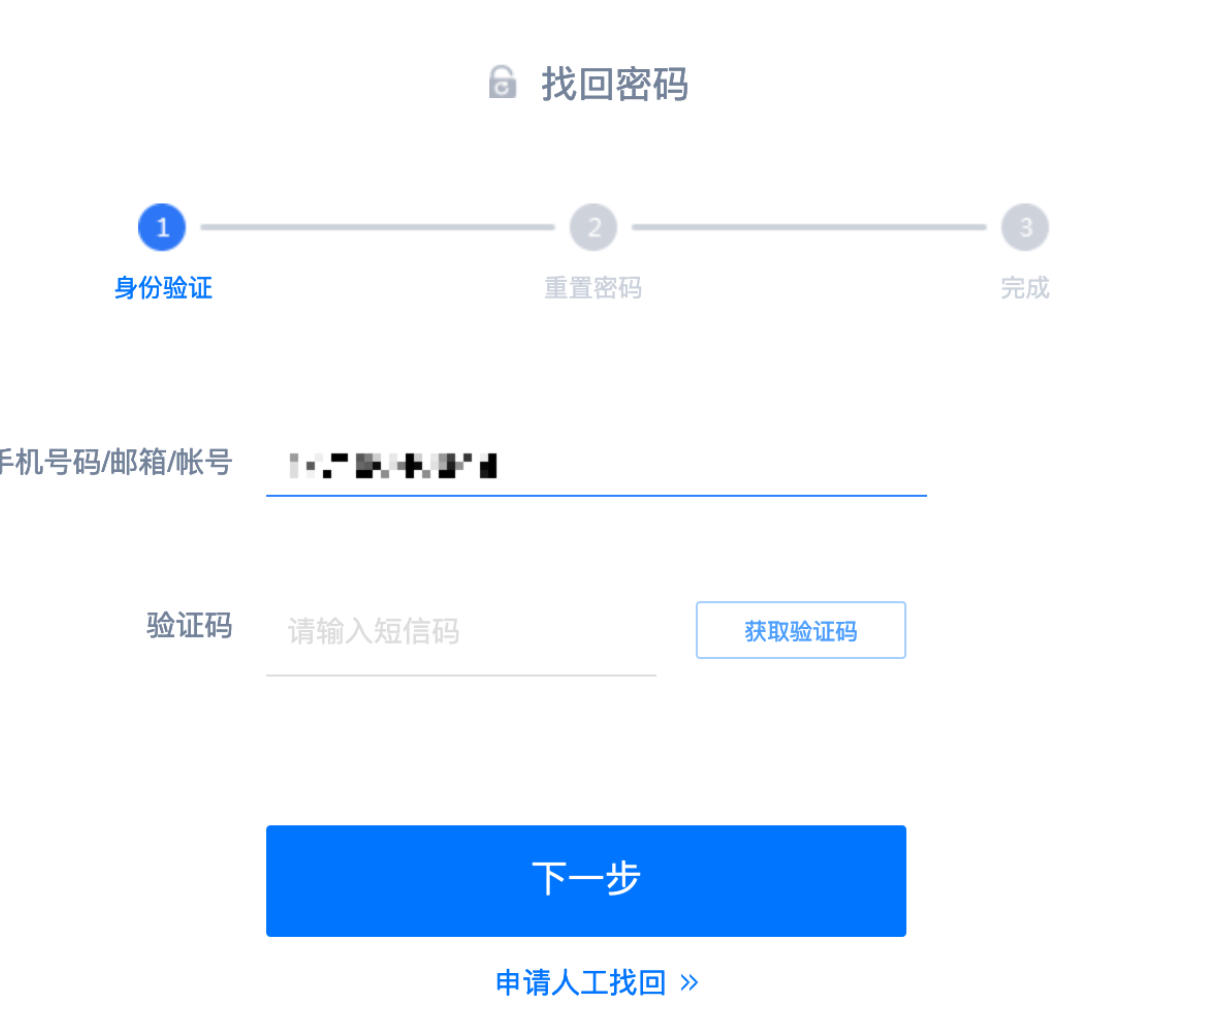 找回密码
1
2
3
身份验证
重置密码
完成
手机号码/邮箱/帐号
验证码
请输入短信码
获取验证码
下一步
申请人工找回 »